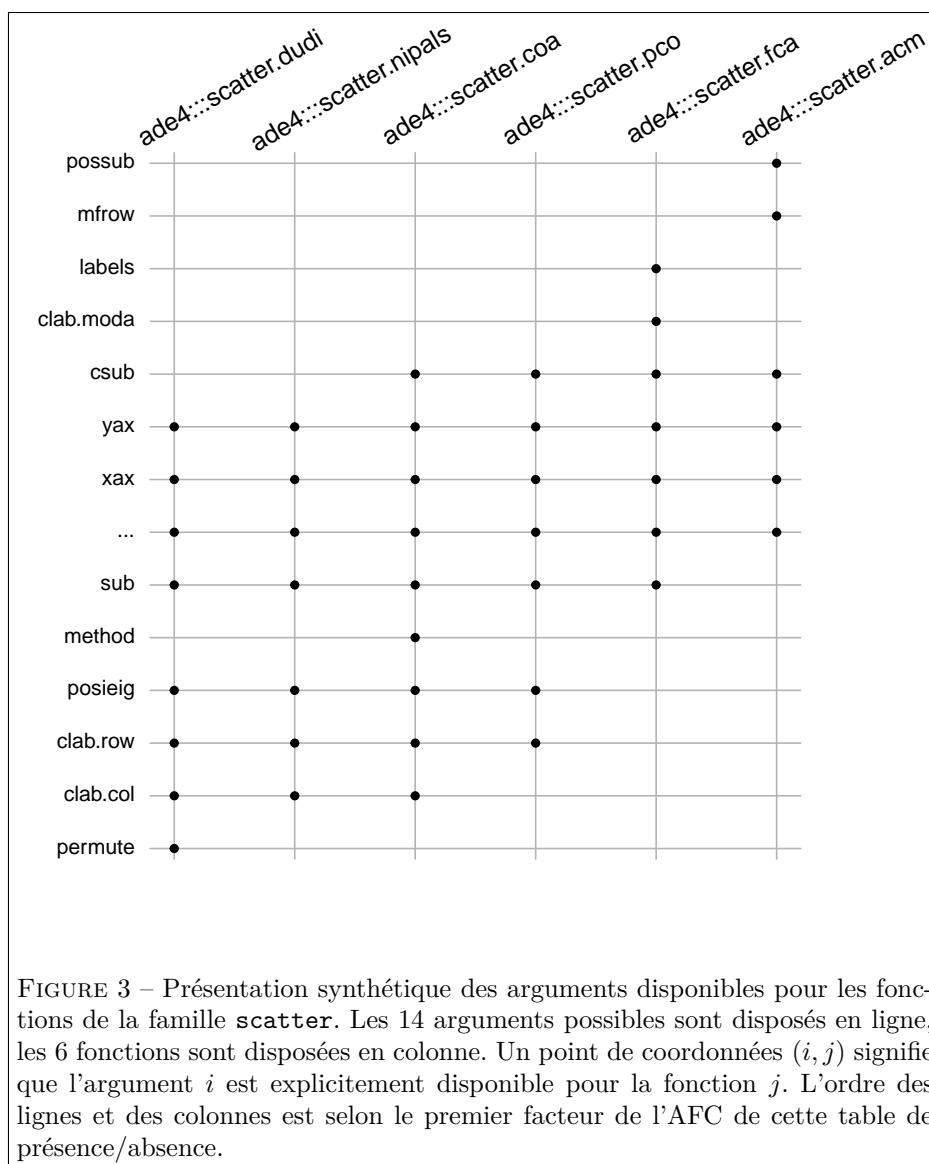 ade4:::scatter.dudi
ade4:::scatter.nipals
ade4:::scatter.coa
ade4:::scatter.pco
ade4:::scatter.fca
ade4:::scatter.acm
possub
mfrow
labels
clab.moda
csub
yax
xax
...
sub
method
posieig
clab.row
clab.col
permute
FIGURE 3 – Présentation synthétique des arguments disponibles pour les fonc-
tions de la famille scatter. Les 14 arguments possibles sont disposés en ligne,
les 6 fonctions sont disposées en colonne. Un point de coordonnées (i, j) signifie
que l'argument i est explicitement disponible pour la fonction j. L'ordre des
lignes et des colonnes est selon le premier facteur de l'AFC de cette table de
présence/absence.